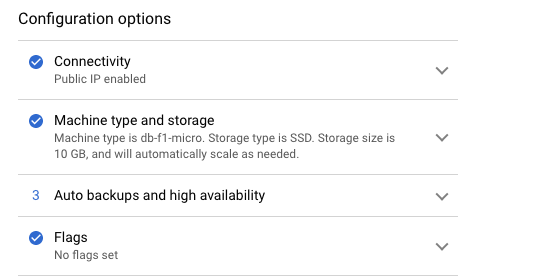 Configuration options
Connectivity
Public IP enabled
Machine type and storage
Machine type is db-f1-micro. Storage type is SSD. Storage size is
10 GB, and will automatically scale as needed.
3 Auto backups and high availability
Flags
No flags set